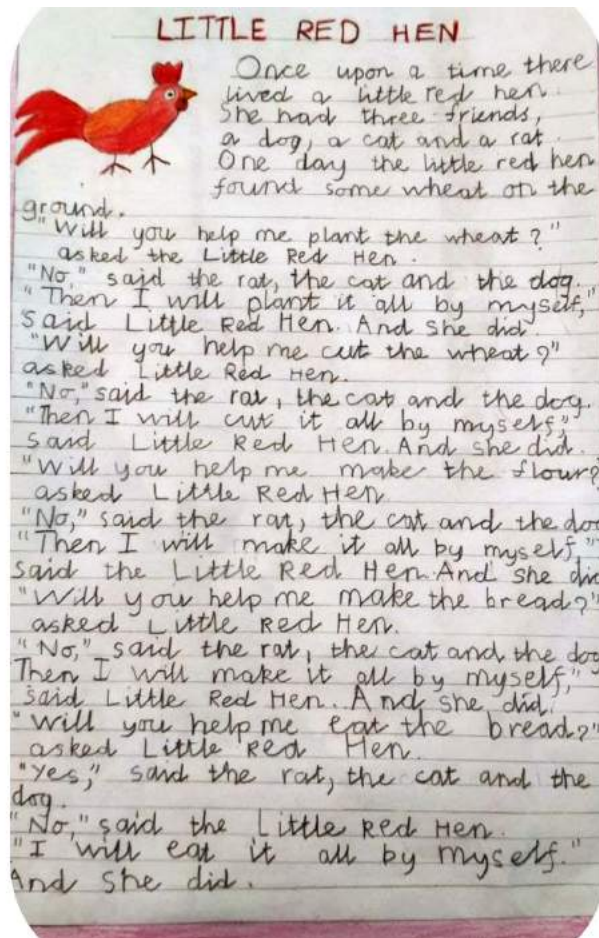 LITTLE RED HEN
Once upon a time there
lived a little red hen.
She had three friends,
a dog, a cat and a rat.
One day the little red hen
found some wheat on the
ground.
"Will you help me plant the wheat?"
asked the Little Red Hen.
"No," said the rat, the cat and the dog.
"Then I will plant it all by myself,"
said Little Red Hen. And she did
"Will you help me cut the wheat?"
asked Little Red Hen.
"No," said the rat, the cat and the dog.
"Then I will cut it all by myself,"
said Little Red Hen. And she did.
"Will you help me make the flour?
asked Little Red Hen
"No," said the rat, the cat and the do
"Then I will make it all by myself,"
said the Little Red Hen. And she did
"Will you help me make the bread?"
asked Little Red Hen.
"No," said the rat, the cat and the dog
Then I will make it all by myself,"
said Little Red Hen. And she did.
"Will you help me eat the bread?"
asked Little Red Hen.
"Yes," said the rat, the cat and the
dog.
"No," said the Little Red Hen.
"I will eat it all by myself."
And she did.